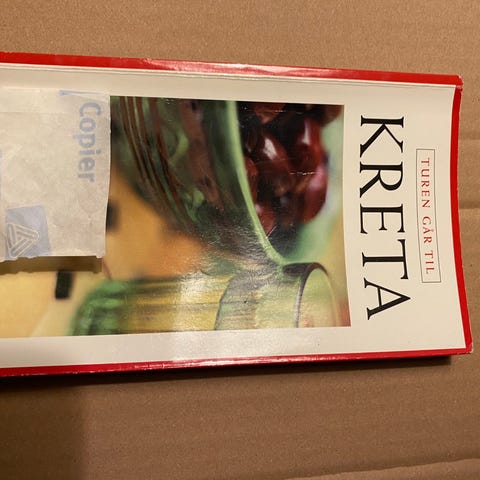 TUREN GÅR TIL
KRETA
Copier